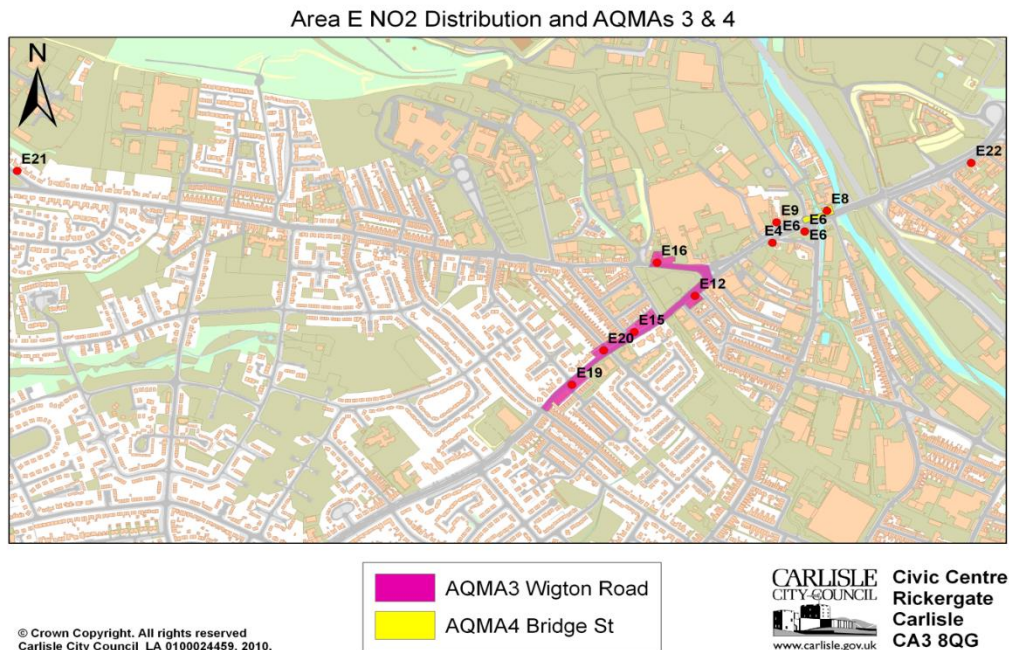 Area E NO2 Distribution and AQMAs 3 & 4
N
E21
E22
E8
E9
E6
E6
E6
E4
E16
E12
E15
E20
E19
AQMA3 Wigton Road
AQMA4 Bridge St
© Crown Copyright. All rights reserved
Carlisle City Council LA 0100024459, 2010.
CARLISLE
CITY COUNCIL
www.carlisle.gov.uk
Civic Centre
Rickergate
Carlisle
CA3 8QG